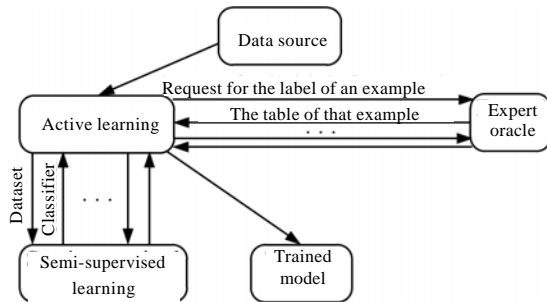 Data source
Request for the label of an example
The table of that example
. . .
Active learning
Expert
oracle
Dataset
Classifier
. . .
Semi-supervised
learning
Trained
model